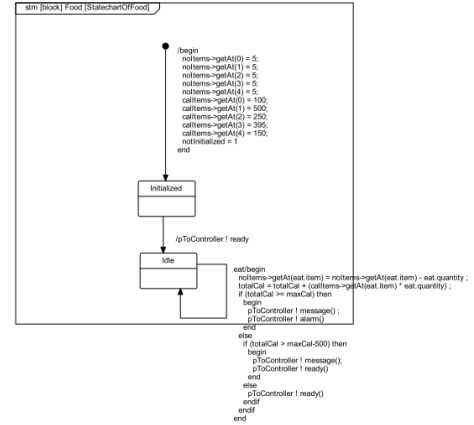 stm [block] Food [StatechartOfFood]
/begin
noItems->getAt(0) = 5;
noItems->getAt(1) = 5;
noItems->getAt(2) = 5;
noItems->getAt(3) = 5;
noItems->getAt(4) = 5;
calItems->getAt(0) = 100;
calItems->getAt(1) = 500;
calItems->getAt(2) = 250;
calItems->getAt(3) = 395;
calItems->getAt(4) = 150;
notInitialized = 1
end
Initialized
/pToController ! ready
Idle
eat/begin
noItems->getAt(eat.item) = noItems->getAt(eat.item) - eat.quantity ;
totalCal = totalCal + (calItems->getAt(eat.item) * eat.quantity) ;
if (totalCal >= maxCal) then
begin
pToController ! message() ;
pToController ! alarm()
end
else
if (totalCal > maxCal-500) then
begin
pToController ! message();
pToController ! ready()
end
else
pToController ! ready()
endif
endif
end